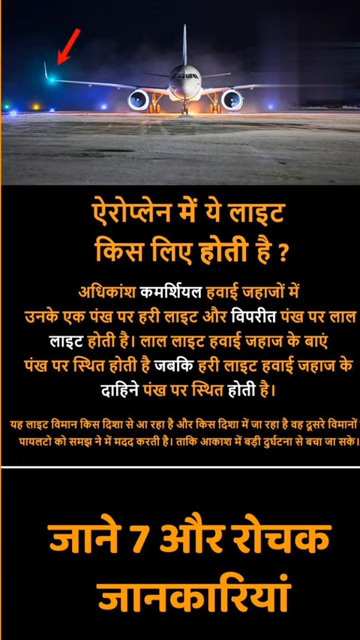 ऐरोप्लेन में ये लाइट
किस लिए होती है ?
अधिकांश कमर्शियल हवाई जहाजों में
उनके एक पंख पर हरी लाइट और विपरीत पंख पर लाल
लाइट होती है। लाल लाइट हवाई जहाज के बाएं
पंख पर स्थित होती है जबकि हरी लाइट हवाई जहाज के
दाहिने पंख पर स्थित होती है।
यह लाइट विमान किस दिशा से आ रहा है और किस दिशा में जा रहा है वह दूसरे विमानों
पायलटो को समझ ने में मदद करती है। ताकि आकाश में बड़ी दुर्घटना से बचा जा सके।
जाने 7 और रोचक
जानकारियां